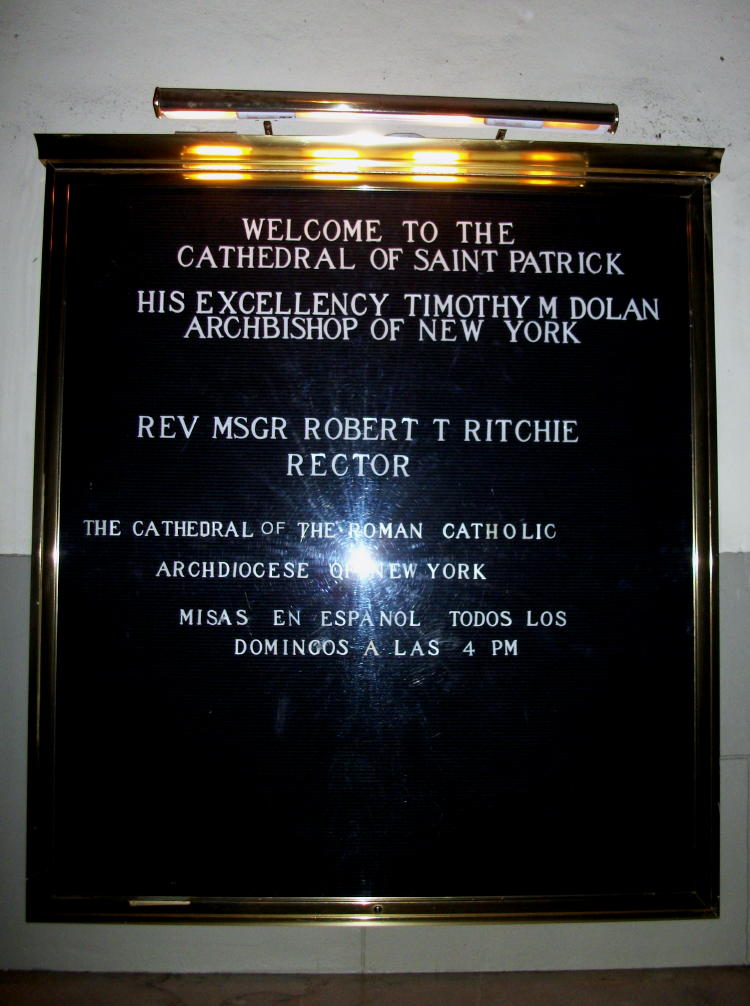 WELCOME TO THE
CATHEDRAL OF SAINT PATRICK
HIS EXCELLENCY TIMOTHY M DOLAN
ARCHBISHOP OF NEW YORK
REV MSGR ROBERT T RITCHIE
RECTOR
THE CATHEDRAL OF THE ROMAN CATHOLIC
ARCHDIOCESE OF NEW YORK
MISAS EN ESPANOL TODOS LOS
DOMINGOS A LAS 4 PM